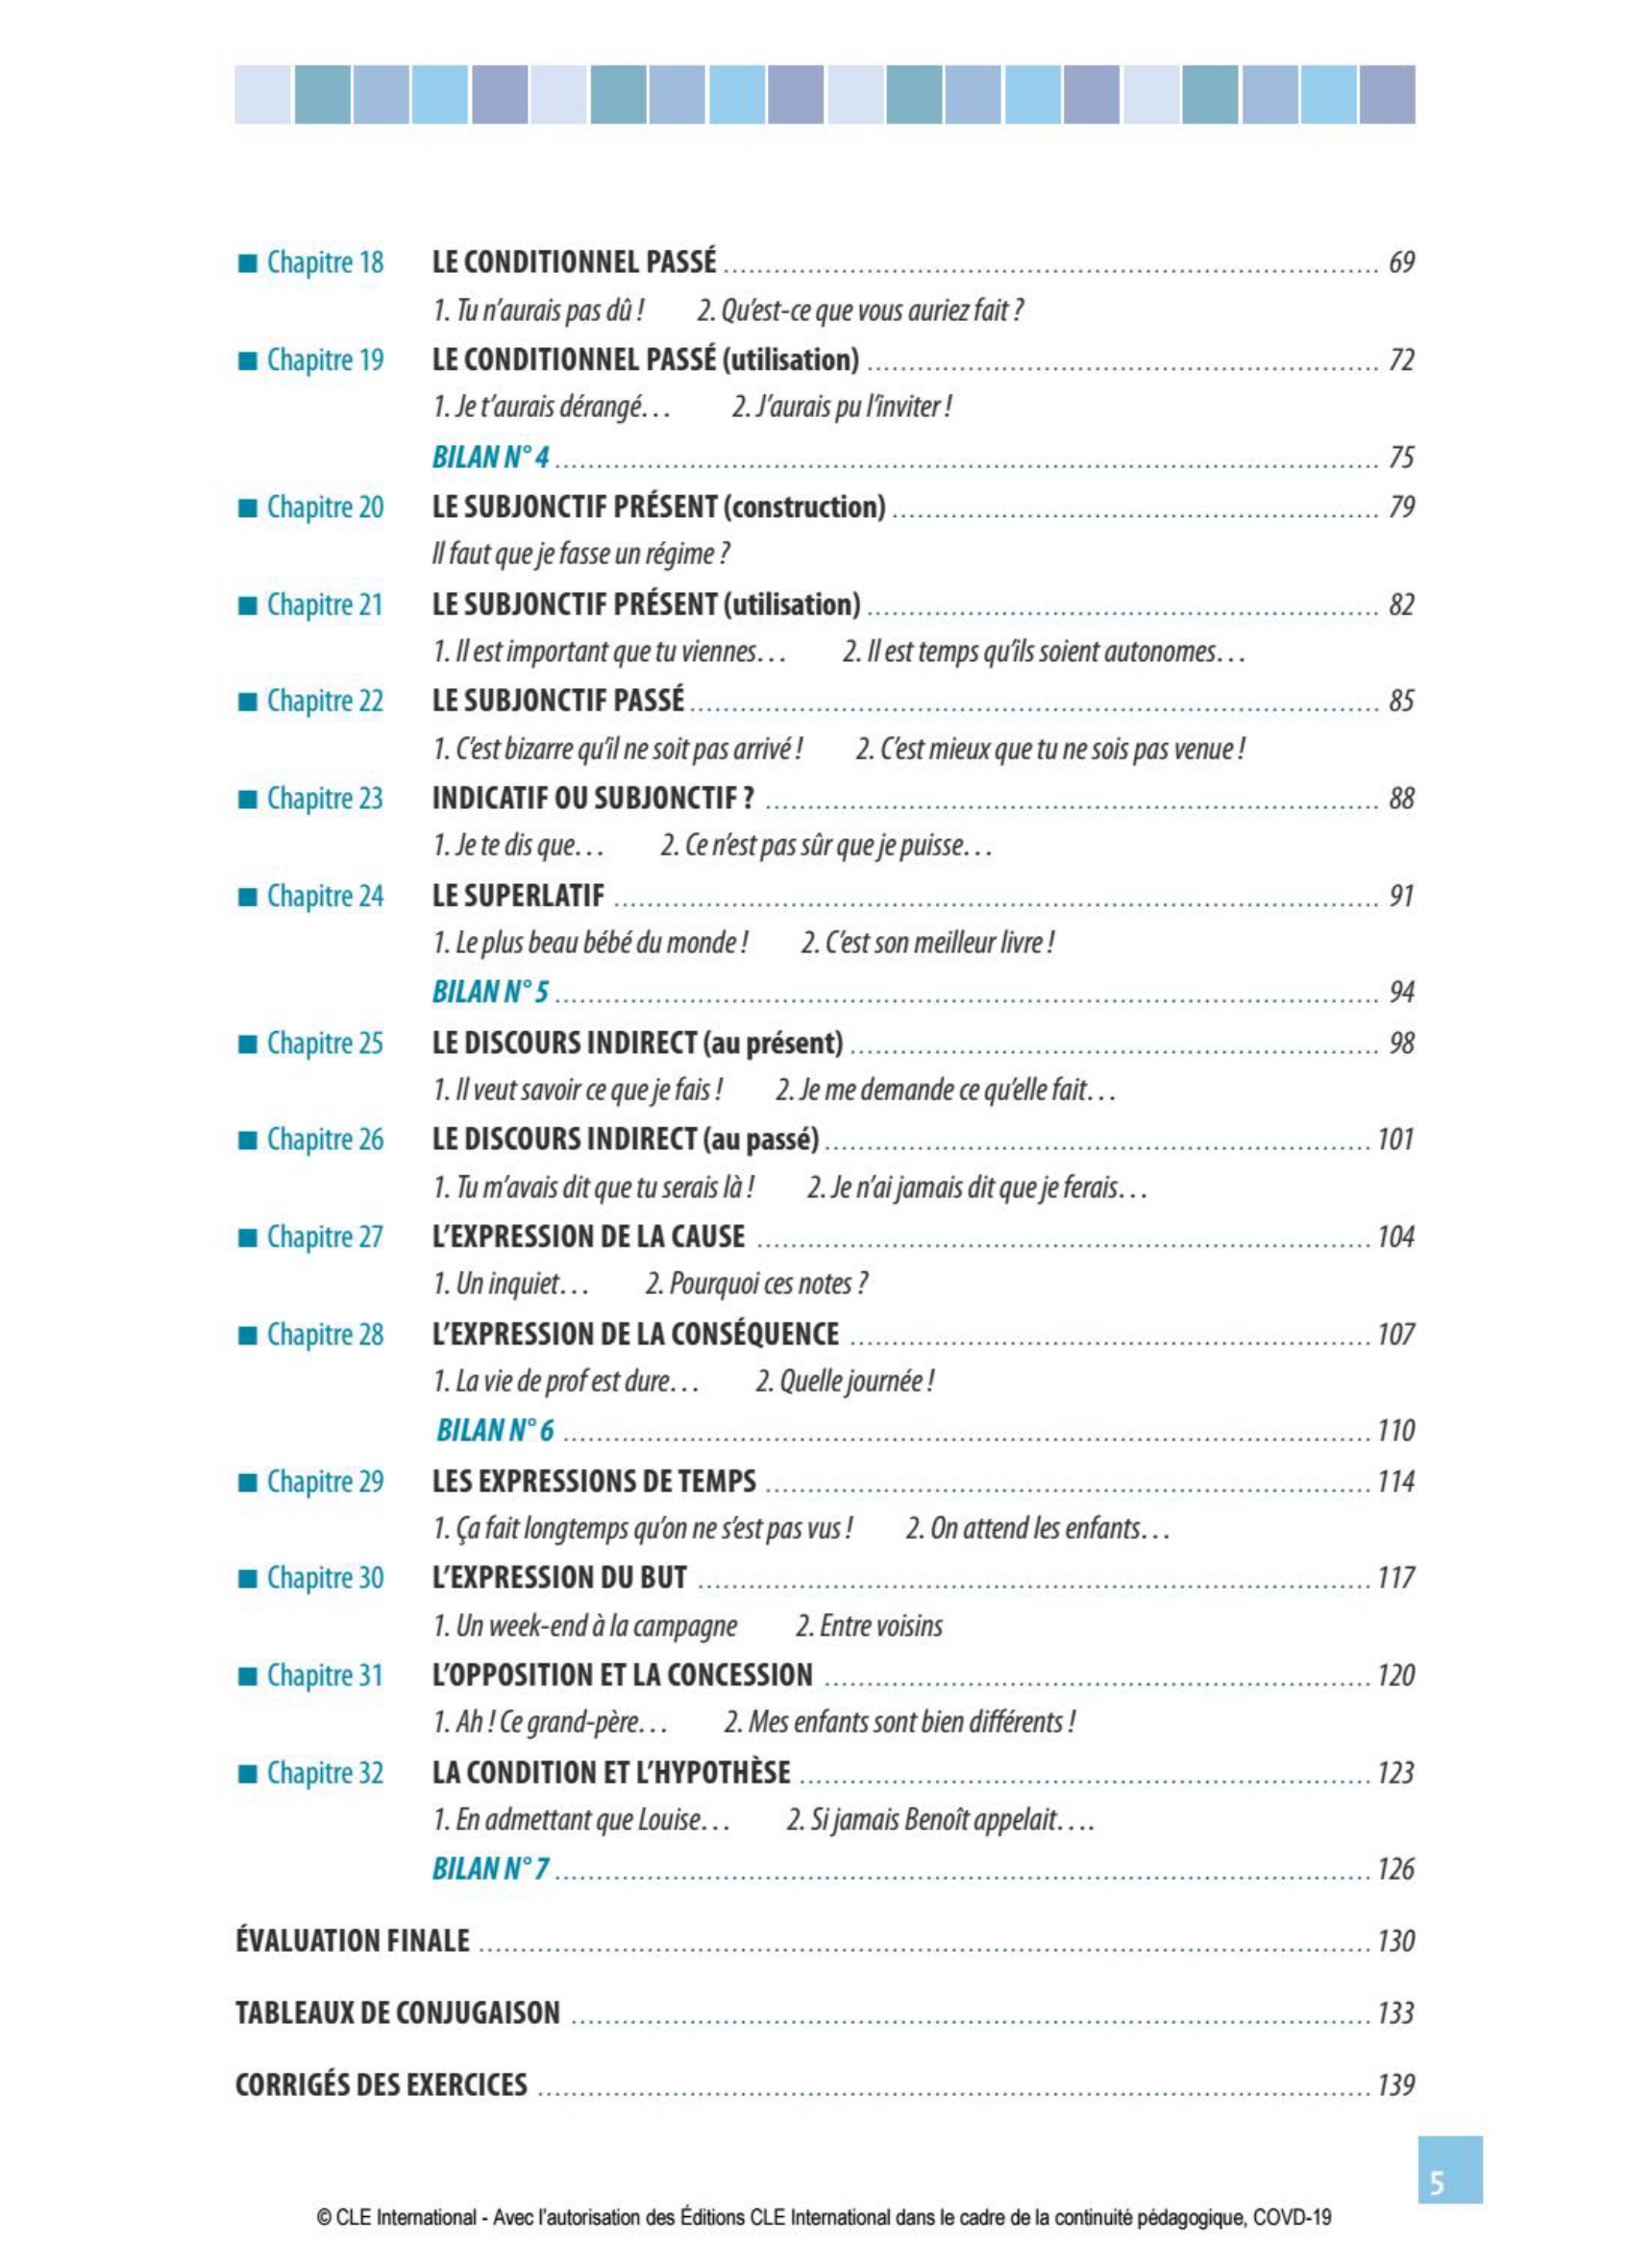 Chapitre 18 LE CONDITIONNEL PASSÉ 69
1. Tu n'aurais pas dû ! 2. Qu'est-ce que vous auriez fait ?
Chapitre 19 LE CONDITIONNEL PASSÉ (utilisation) 72
1. Je t'aurais dérangé... 2. J'aurais pu l'inviter !
BILAN N° 4 75
Chapitre 20 LE SUBJONCTIF PRÉSENT (construction) 79
Il faut que je fasse un régime ?
Chapitre 21 LE SUBJONCTIF PRÉSENT (utilisation) 82
1. Il est important que tu viennes... 2. Il est temps qu'ils soient autonomes...
Chapitre 22 LE SUBJONCTIF PASSÉ 85
1. C'est bizarre qu'il ne soit pas arrivé ! 2. C'est mieux que tu ne sois pas venue !
Chapitre 23 INDICATIF OU SUBJONCTIF ? 88
1. Je te dis que... 2. Ce n'est pas sûr que je puisse...
Chapitre 24 LE SUPERLATIF 91
1. Le plus beau bébé du monde ! 2. C'est son meilleur livre !
BILAN N° 5 94
Chapitre 25 LE DISCOURS INDIRECT (au présent) 98
1. Il veut savoir ce que je fais ! 2. Je me demande ce qu'elle fait...
Chapitre 26 LE DISCOURS INDIRECT (au passé) 101
1. Tu m'avais dit que tu serais là ! 2. Je n'ai jamais dit que je ferais...
Chapitre 27 L'EXPRESSION DE LA CAUSE 104
1. Un inquiet... 2. Pourquoi ces notes ?
Chapitre 28 L'EXPRESSION DE LA CONSÉQUENCE 107
1. La vie de prof est dure... 2. Quelle journée !
BILAN N° 6 110
Chapitre 29 LES EXPRESSIONS DE TEMPS 114
1. Ça fait longtemps qu'on ne s'est pas vus ! 2. On attend les enfants...
Chapitre 30 L'EXPRESSION DU BUT 117
1. Un week-end à la campagne 2. Entre voisins
Chapitre 31 L'OPPOSITION ET LA CONCESSION 120
1. Ah ! Ce grand-père... 2. Mes enfants sont bien différents !
Chapitre 32 LA CONDITION ET L'HYPOTHÈSE 123
1. En admettant que Louise... 2. Si jamais Benoît appelait....
BILAN N° 7 126
ÉVALUATION FINALE 130
TABLEAUX DE CONJUGAISON 133
CORRIGÉS DES EXERCICES 139
5
© CLE International - Avec l'autorisation des Éditions CLE International dans le cadre de la continuité pédagogique, COVD-19